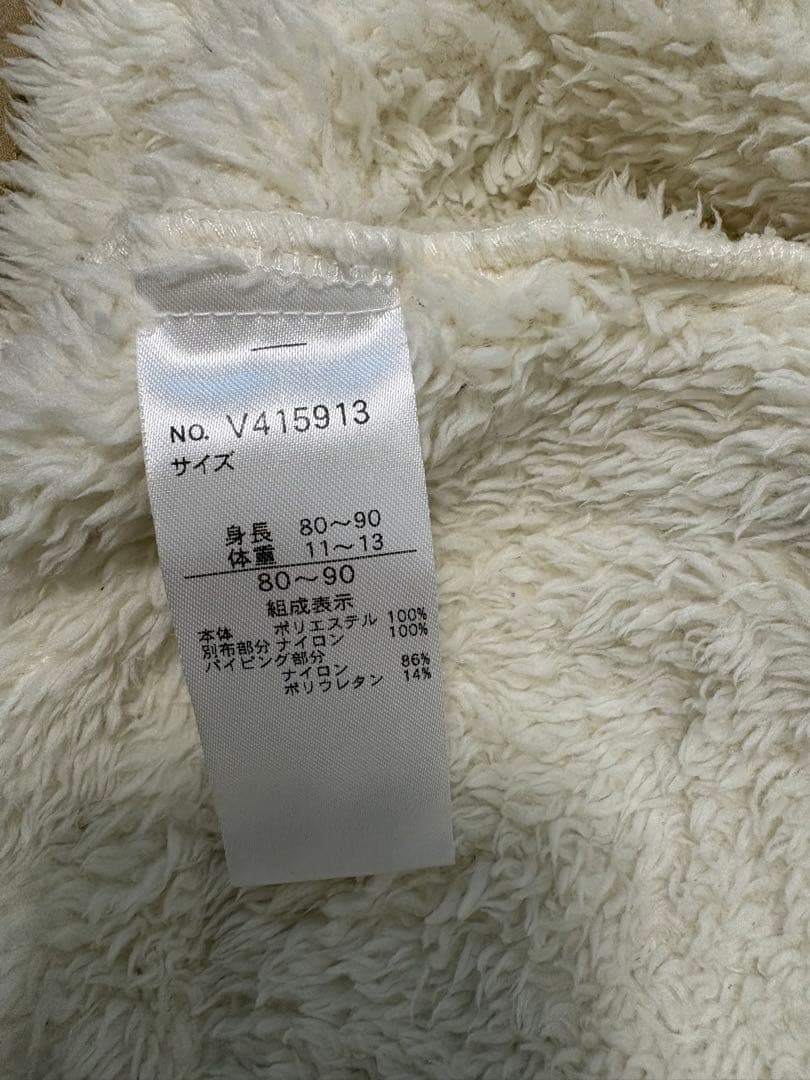 NO. V415913
サイズ
身長 80～90
体重 11～13
80～90
組成表示
本体 ポリエステル 100%
別布部分 ナイロン 100%
パイピング部分
ナイロン 86%
ポリウレタン 14%